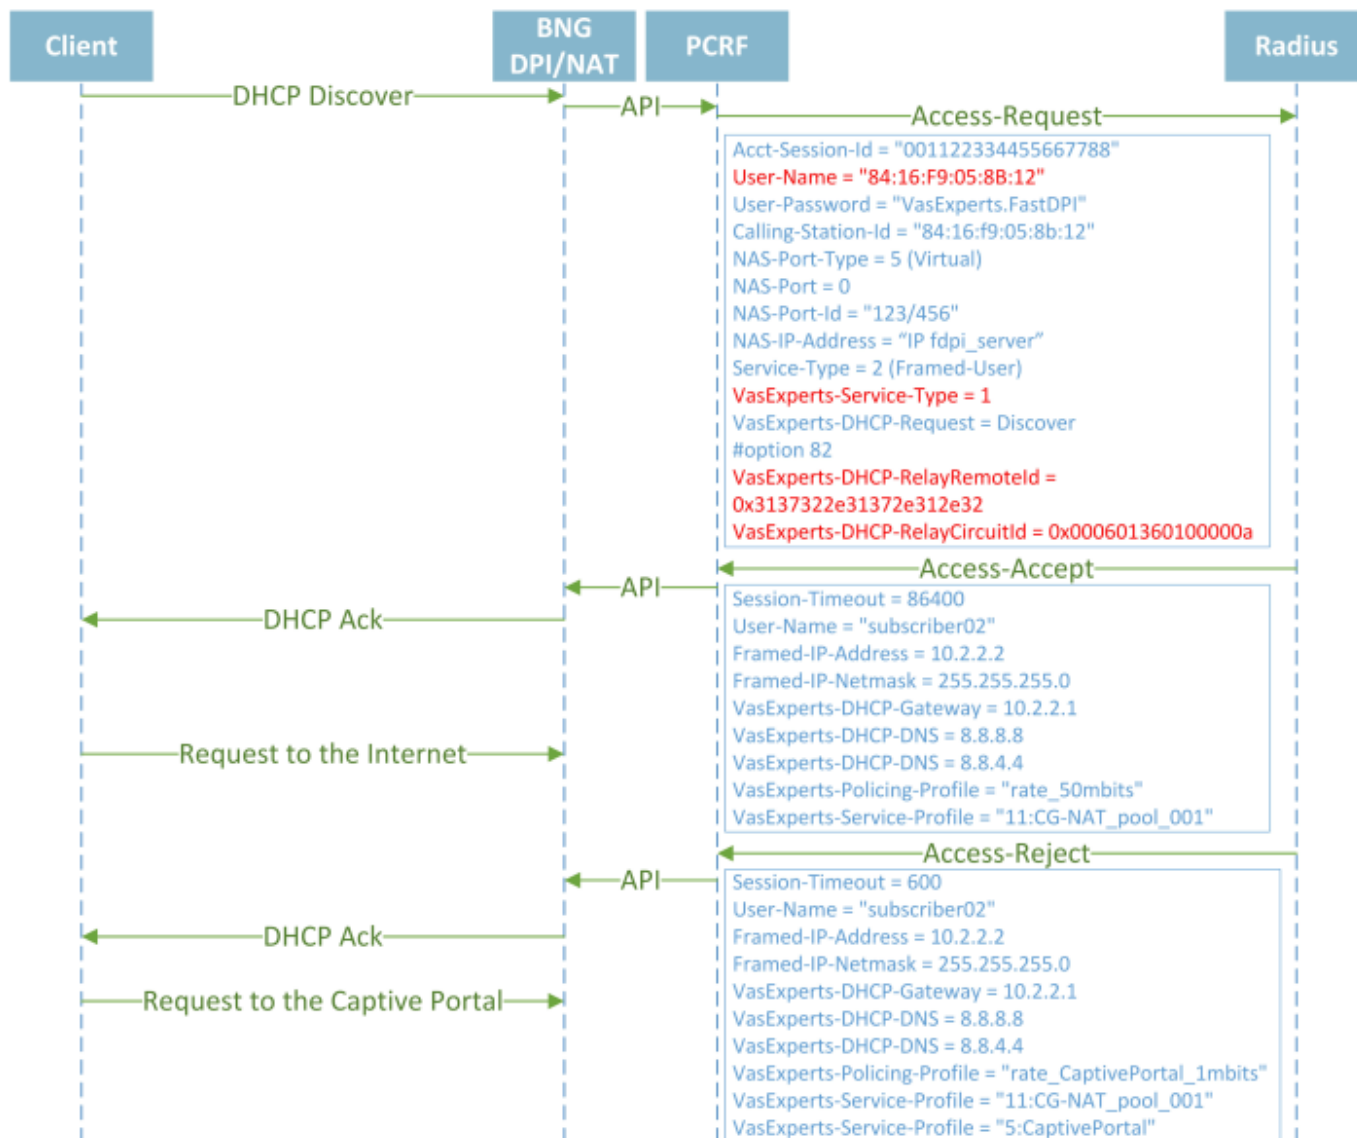 Client
BNG
DPI/NAT
PCRF
Radius
DHCP Discover
API
Access-Request
Acct-Session-Id = "001122334455667788"
User-Name = "84:16:F9:05:8B:12"
User-Password = "VasExperts.FastDPI"
Calling-Station-Id = "84:16:f9:05:8b:12"
NAS-Port-Type = 5 (Virtual)
NAS-Port = 0
NAS-Port-Id = "123/456"
NAS-IP-Address = “IP fdpi_server”
Service-Type = 2 (Framed-User)
VasExperts-Service-Type = 1
VasExperts-DHCP-Request = Discover
#option 82
VasExperts-DHCP-RelayRemoteId =
0x3137322e31372e312e32
VasExperts-DHCP-RelayCircuitId = 0x000601360100000a
Access-Accept
API
Session-Timeout = 86400
DHCP Ack
User-Name = "subscriber02"
Framed-IP-Address = 10.2.2.2
Framed-IP-Netmask = 255.255.255.0
VasExperts-DHCP-Gateway = 10.2.2.1
VasExperts-DHCP-DNS = 8.8.8.8
Request to the Internet
VasExperts-DHCP-DNS = 8.8.4.4
VasExperts-Policing-Profile = "rate_50mbits"
VasExperts-Service-Profile = "11:CG-NAT_pool_001"
Access-Reject
API
Session-Timeout = 600
User-Name = "subscriber02"
DHCP Ack
Framed-IP-Address = 10.2.2.2
Framed-IP-Netmask = 255.255.255.0
VasExperts-DHCP-Gateway = 10.2.2.1
Request to the Captive Portal
VasExperts-DHCP-DNS = 8.8.8.8
VasExperts-DHCP-DNS = 8.8.4.4
VasExperts-Policing-Profile = "rate_CaptivePortal_1mbits"
VasExperts-Service-Profile = "11:CG-NAT_pool_001"
VasExperts-Service-Profile = "5:CaptivePortal"